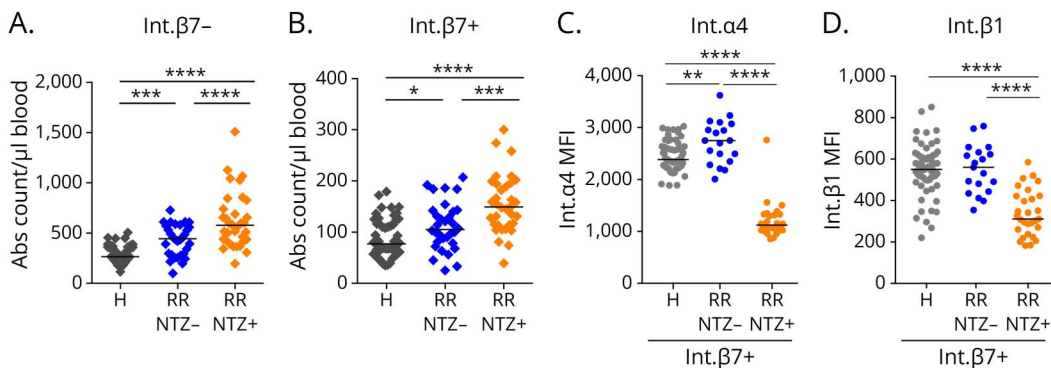 A.
Int.β7–
Abs count/µl blood
2,000
1,500
1,000
500
0
***
****
****
H
RR
NTZ–
RR
NTZ+
B.
Int.β7+
Abs count/µl blood
400
300
200
100
0
****
*
***
H
RR
NTZ–
RR
NTZ+
C.
Int.α4
Int.α4 MFI
4,000
3,000
2,000
1,000
0
****
**
****
H
RR
NTZ–
RR
NTZ+
Int.β7+
D.
Int.β1
Int.β1 MFI
1,000
800
600
400
200
0
****
****
H
RR
NTZ–
RR
NTZ+
Int.β7+